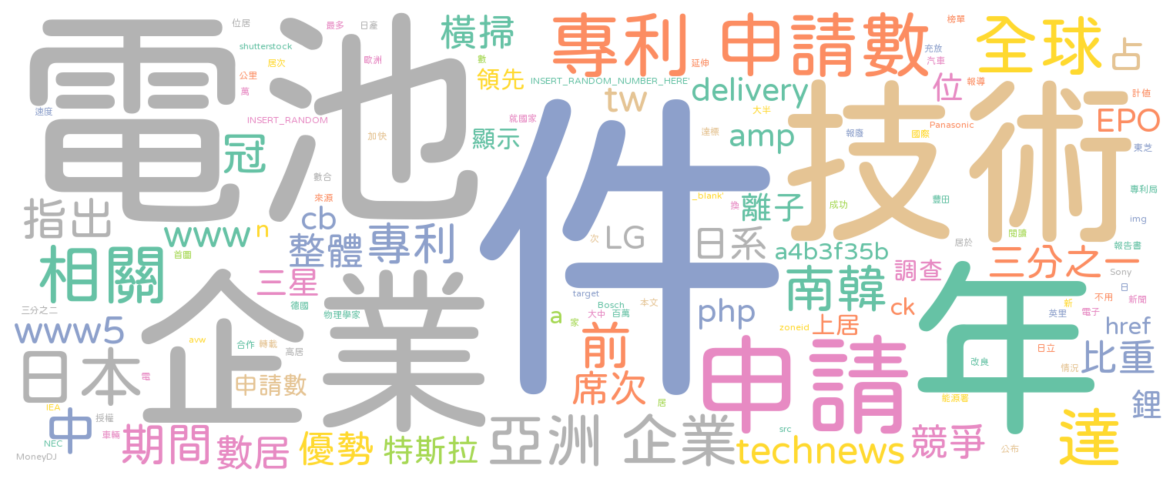 電池
位居
最多
日產
橫掃
專利 申請數
榜單
全球
占
shutterstock
居次
歐洲
數
領先
延伸
充放
汽車
公里
萬
INSERT_RANDOM_NUMBER_HERE'
報導
tw
delivery
位
計值
速度
INSERT_RANDOM
就國家
技術
EPO
冠
加快
顯示
amp
達標
大半
報廢
國際
Panasonic
東芝
件
數合
指出
來源
_blank'
換
離子
成功
豐田
專利局
www
n
cb
整體
專利
次
LG
日系
a4b3f35b
居於
閱讀
img
報告書
首圖
相關
三星
德國
target
本文
南韓
調查
三分之一
Sony
日
三分之二
物理學家
Bosch
百萬
php
ck
年
不用
新聞
新
英里
電子
www5
企業
a
家
大中
前
zoneid
上居
href
avw
合作
轉載
日本
電
高居
申請數
席次
申請
改良
日立
情況
比重
IEA
中
授權
居
能源署
鋰
NEC
車輛
期間
數居
優勢
特斯拉
亞洲 企業
src
technews
競爭
公布
達
MoneyDJ